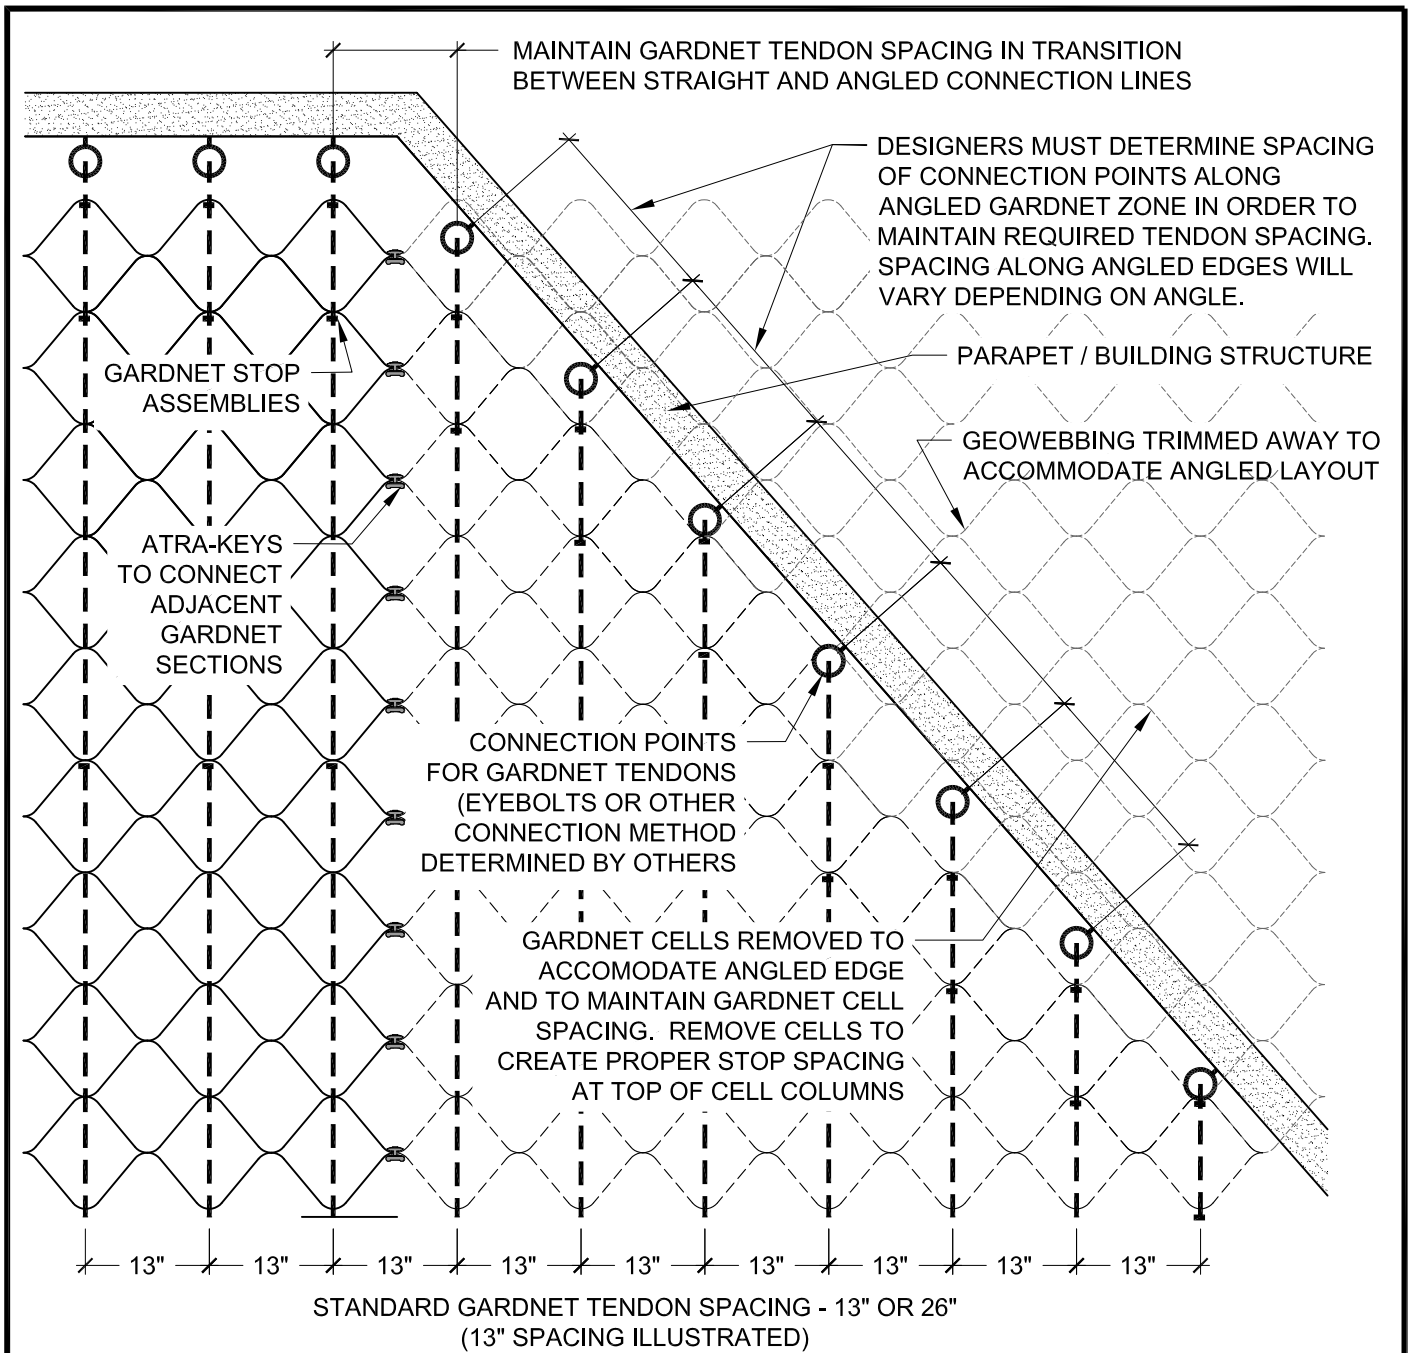 MAINTAIN GARDNET TENDON SPACING IN TRANSITION
BETWEEN STRAIGHT AND ANGLED CONNECTION LINES
DESIGNERS MUST DETERMINE SPACING
OF CONNECTION POINTS ALONG
ANGLED GARDNET ZONE IN ORDER TO
MAINTAIN REQUIRED TENDON SPACING.
SPACING ALONG ANGLED EDGES WILL
VARY DEPENDING ON ANGLE.
PARAPET / BUILDING STRUCTURE
GARDNET STOP
ASSEMBLIES
GEOWEBBING TRIMMED AWAY TO
ACCOMMODATE ANGLED LAYOUT
ATRA-KEYS
TO CONNECT
ADJACENT
GARDNET
SECTIONS
CONNECTION POINTS
FOR GARDNET TENDONS
(EYEBOLTS OR OTHER
CONNECTION METHOD
DETERMINED BY OTHERS
GARDNET CELLS REMOVED TO
ACCOMODATE ANGLED EDGE
AND TO MAINTAIN GARDNET CELL
SPACING.  REMOVE CELLS TO
CREATE PROPER STOP SPACING
AT TOP OF CELL COLUMNS
13" 13" 13" 13" 13" 13" 13" 13" 13"
STANDARD GARDNET TENDON SPACING - 13" OR 26"
(13" SPACING ILLUSTRATED)